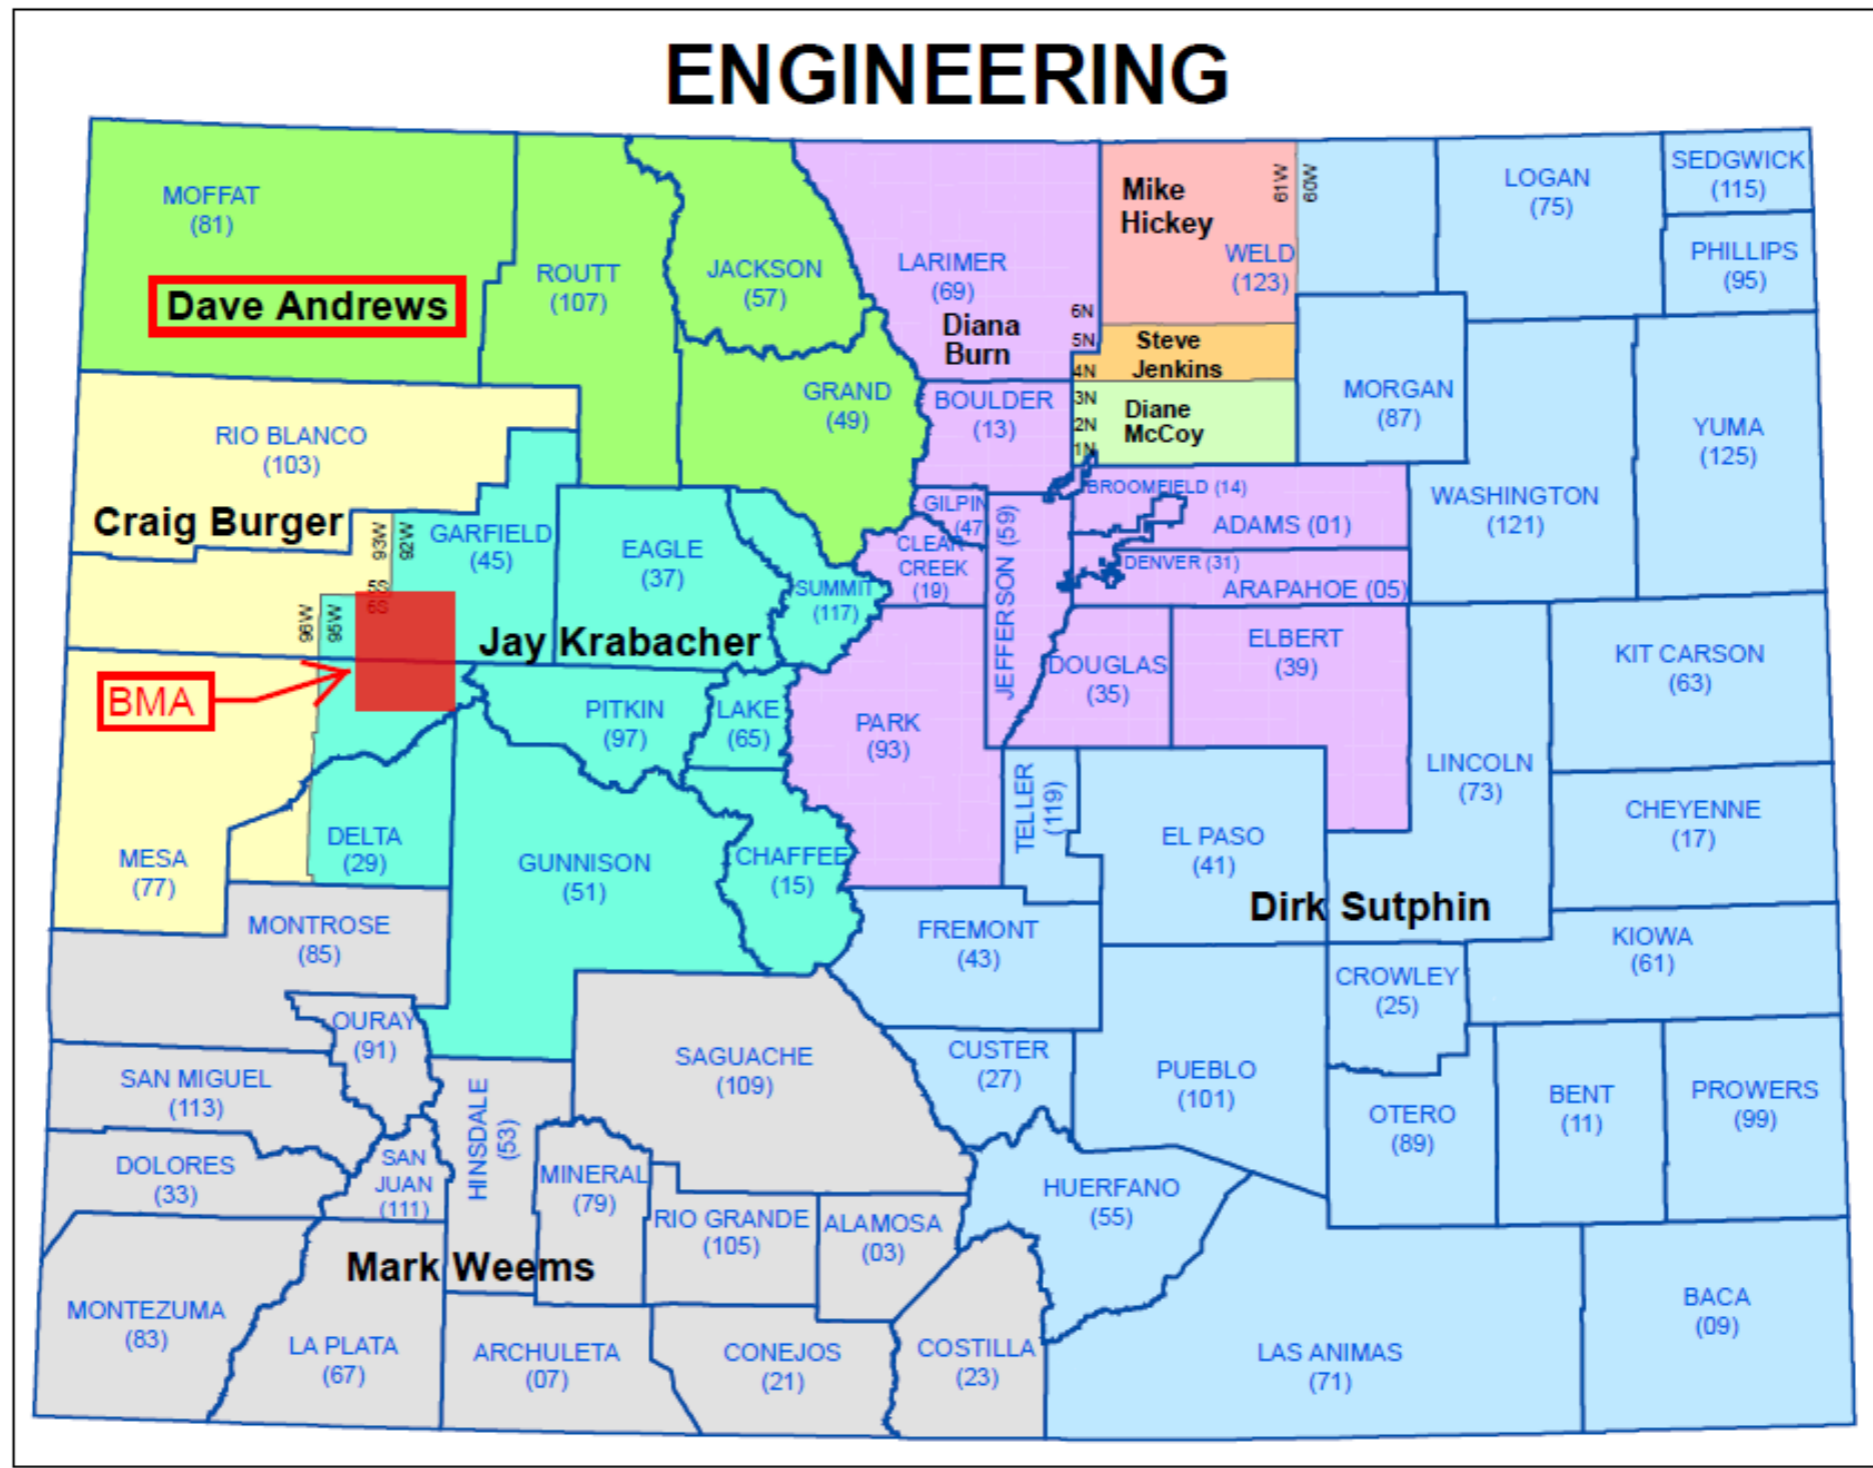 ENGINEERING
MOFFAT
(81)
Dave Andrews
ROUTT
(107)
JACKSON
(57)
LARIMER
(69)
Diana
Burn
Mike
Hickey
61W
60W
WELD
(123)
LOGAN
(75)
SEDGWICK
(115)
PHILLIPS
(95)
6N
5N
4N
3N
2N
1N
Steve
Jenkins
Diane
McCoy
GRAND
(49)
BOULDER
(13)
MORGAN
(87)
YUMA
(125)
RIO BLANCO
(103)
Craig Burger
93W
92W
GARFIELD
(45)
EAGLE
(37)
GILPIN
(47)
CLEAR
CREEK
(19)
SUMMIT
(117)
JEFFERSON (59)
BROOMFIELD (14)
ADAMS (01)
DENVER (31)
ARAPAHOE (05)
WASHINGTON
(121)
5S
6S
96W
95W
Jay Krabacher
BMA
DOUGLAS
(35)
ELBERT
(39)
KIT CARSON
(63)
PITKIN
(97)
LAKE
(65)
PARK
(93)
LINCOLN
(73)
CHEYENNE
(17)
TELLER
(119)
EL PASO
(41)
MESA
(77)
DELTA
(29)
GUNNISON
(51)
CHAFFEE
(15)
Dirk Sutphin
MONTROSE
(85)
FREMONT
(43)
KIOWA
(61)
CROWLEY
(25)
OURAY
(91)
SAGUACHE
(109)
CUSTER
(27)
PUEBLO
(101)
SAN MIGUEL
(113)
HINSDALE
(53)
OTERO
(89)
BENT
(11)
PROWERS
(99)
DOLORES
(33)
SAN
JUAN
(111)
MINERAL
(79)
RIO GRANDE
(105)
ALAMOSA
(03)
HUERFANO
(55)
Mark Weems
MONTEZUMA
(83)
LA PLATA
(67)
ARCHULETA
(07)
CONEJOS
(21)
COSTILLA
(23)
LAS ANIMAS
(71)
BACA
(09)